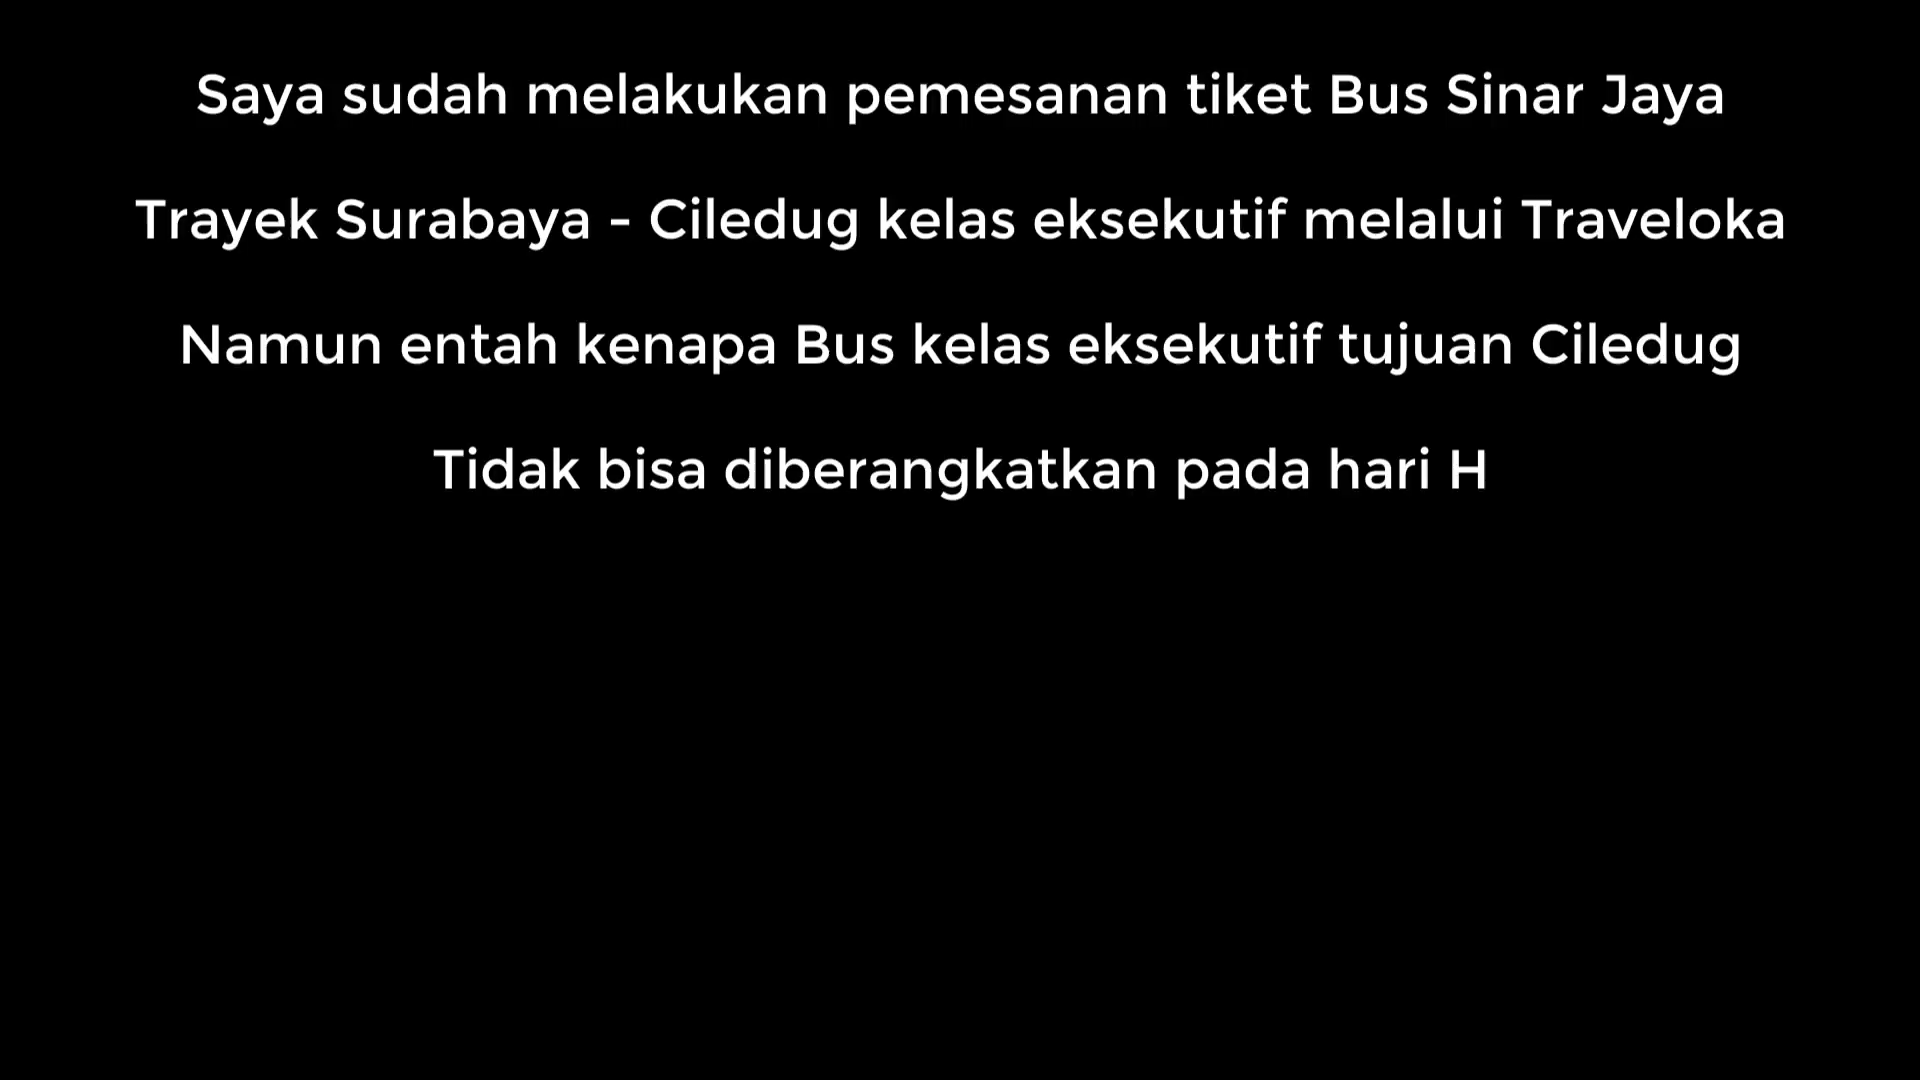 Saya sudah melakukan pemesanan tiket Bus Sinar Jaya
Trayek Surabaya - Ciledug kelas eksekutif melalui Traveloka
Namun entah kenapa Bus kelas eksekutif tujuan Ciledug
Tidak bisa diberangkatkan pada hari H